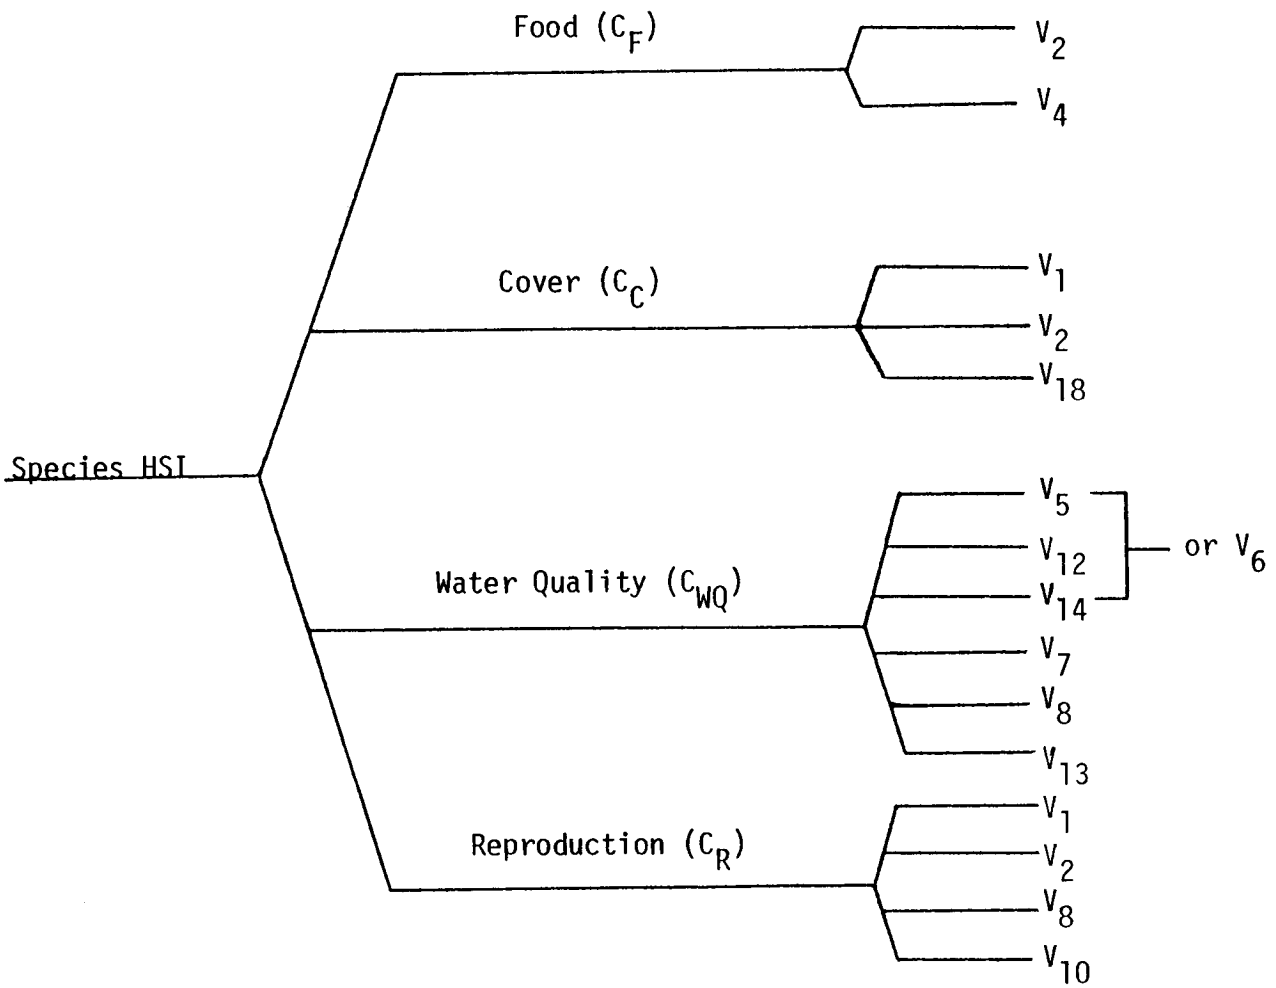 Food (C_F)
V_2
V_4
Cover (C_C)
V_1
V_2
V_18
Species HSI
V_5
V_12
or V_6
Water Quality (C_WQ)
V_14
V_7
V_8
V_13
V_1
Reproduction (C_R)
V_2
V_8
V_10